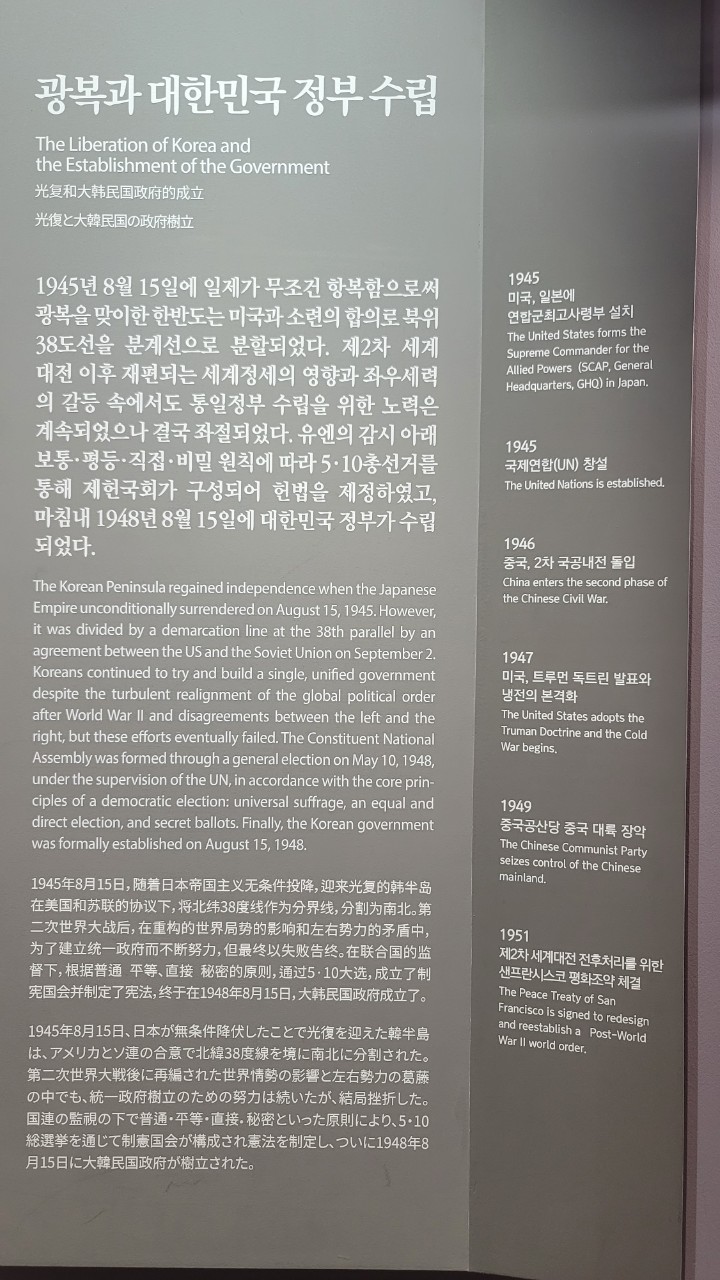 광복과 대한민국 정부 수립
The Liberation of Korea and
the Establishment of the Government
光复和大韩民国政府的成立
光復と大韓民国の政府樹立
1945년 8월 15일에 일제가 무조건 항복함으로써
광복을 맞이한 한반도는 미국과 소련의 합의로 북위
38도선을 분계선으로 분할되었다. 제2차 세계
대전 이후 재편되는 세계정세의 영향과 좌우세력
의 갈등 속에서도 통일정부 수립을 위한 노력은
계속되었으나 결국 좌절되었다. 유엔의 감시 아래
보통·평등·직접·비밀 원칙에 따라 5·10총선거를
통해 제헌국회가 구성되어 헌법을 제정하였고,
마침내 1948년 8월 15일에 대한민국 정부가 수립
되었다.
The Korean Peninsula regained independence when the Japanese
Empire unconditionally surrendered on August 15, 1945. However,
it was divided by a demarcation line at the 38th parallel by an
agreement between the US and the Soviet Union on September 2.
Koreans continued to try and build a single, unified government
despite the turbulent realignment of the global political order
after World War II and disagreements between the left and the
right, but these efforts eventually failed. The Constituent National
Assembly was formed through a general election on May 10, 1948,
under the supervision of the UN, in accordance with the core prin-
ciples of a democratic election: universal suffrage, an equal and
direct election, and secret ballots. Finally, the Korean government
was formally established on August 15, 1948.
1945年8月15日, 随着日本帝国主义无条件投降, 迎来光复的韩半岛
在美国和苏联的协议下, 将北纬38度线作为分界线, 分割为南北。第
二次世界大战后, 在重构的世界局势的影响和左右势力的矛盾中,
为了建立统一政府而不断努力, 但最终以失败告终。在联合国的监
督下, 根据普通 平等、直接 秘密的原则, 通过5·10大选, 成立了制
宪国会并制定了宪法, 终于在1948年8月15日, 大韩民国政府成立了。
1945年8月15日、日本が無条件降伏したことで光復を迎えた韓半島
は、アメリカとソ連の合意で北緯38度線を境に南北に分割された。
第二次世界大戦後に再編された世界情勢の影響と左右勢力の葛藤
の中でも、統一政府樹立のための努力は続いたが、結局挫折した。
国連の監視の下で普通·平等·直接·秘密といった原則により、5·10
総選挙を通じて制憲国会が構成され憲法を制定し、ついに1948年8
月15日に大韓民国政府が樹立された。
1945
미국, 일본에
연합군최고사령부 설치
The United States forms the
Supreme Commander for the
Allied Powers (SCAP, General
Headquarters, GHQ) in Japan.
1945
국제연합(UN) 창설
The United Nations is established.
1946
중국, 2차 국공내전 돌입
China enters the second phase of
the Chinese Civil War.
1947
미국, 트루먼 독트린 발표와
냉전의 본격화
The United States adopts the
Truman Doctrine and the Cold
War begins.
1949
중국공산당 중국 대륙 장악
The Chinese Communist Party
seizes control of the Chinese
mainland.
1951
제2차 세계대전 전후처리를 위한
샌프란시스코 평화조약 체결
The Peace Treaty of San
Francisco is signed to redesign
and reestablish a Post-World
War II world order.